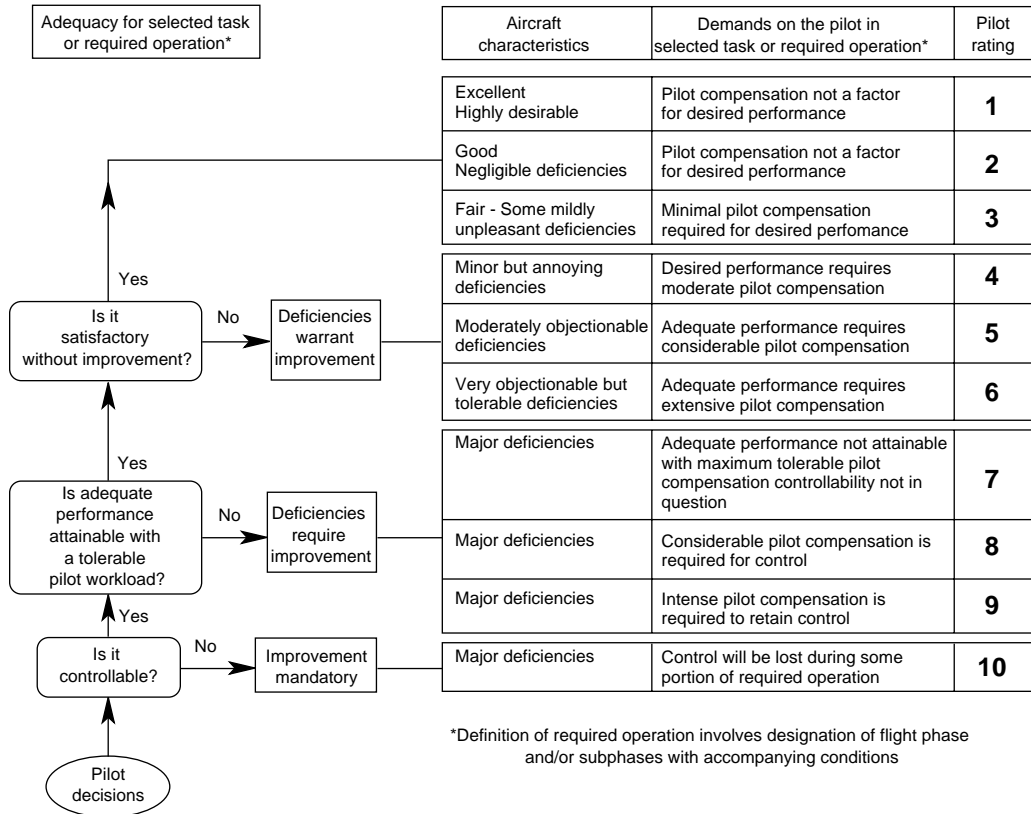 Adequacy for selected task
or required operation*
Aircraft
characteristics
Demands on the pilot in
selected task or required operation*
Pilot
rating
Excellent
Highly desirable
Pilot compensation not a factor
for desired performance
1
Good
Negligible deficiencies
Pilot compensation not a factor
for desired performance
2
Fair - Some mildly
unpleasant deficiencies
Minimal pilot compensation
required for desired perfomance
3
Yes
Minor but annoying
deficiencies
Desired performance requires
moderate pilot compensation
4
Is it
satisfactory
without improvement?
No
Deficiencies
warrant
improvement
Moderately objectionable
deficiencies
Adequate performance requires
considerable pilot compensation
5
Very objectionable but
tolerable deficiencies
Adequate performance requires
extensive pilot compensation
6
Yes
Major deficiencies
Adequate performance not attainable
with maximum tolerable pilot
compensation controllability not in
question
7
Is adequate
performance
attainable with
a tolerable
pilot workload?
No
Deficiencies
require
improvement
Major deficiencies
Considerable pilot compensation is
required for control
8
Major deficiencies
Intense pilot compensation is
required to retain control
9
Yes
Is it
controllable?
No
Improvement
mandatory
Major deficiencies
Control will be lost during some
portion of required operation
10
Pilot
decisions
*Definition of required operation involves designation of flight phase
and/or subphases with accompanying conditions